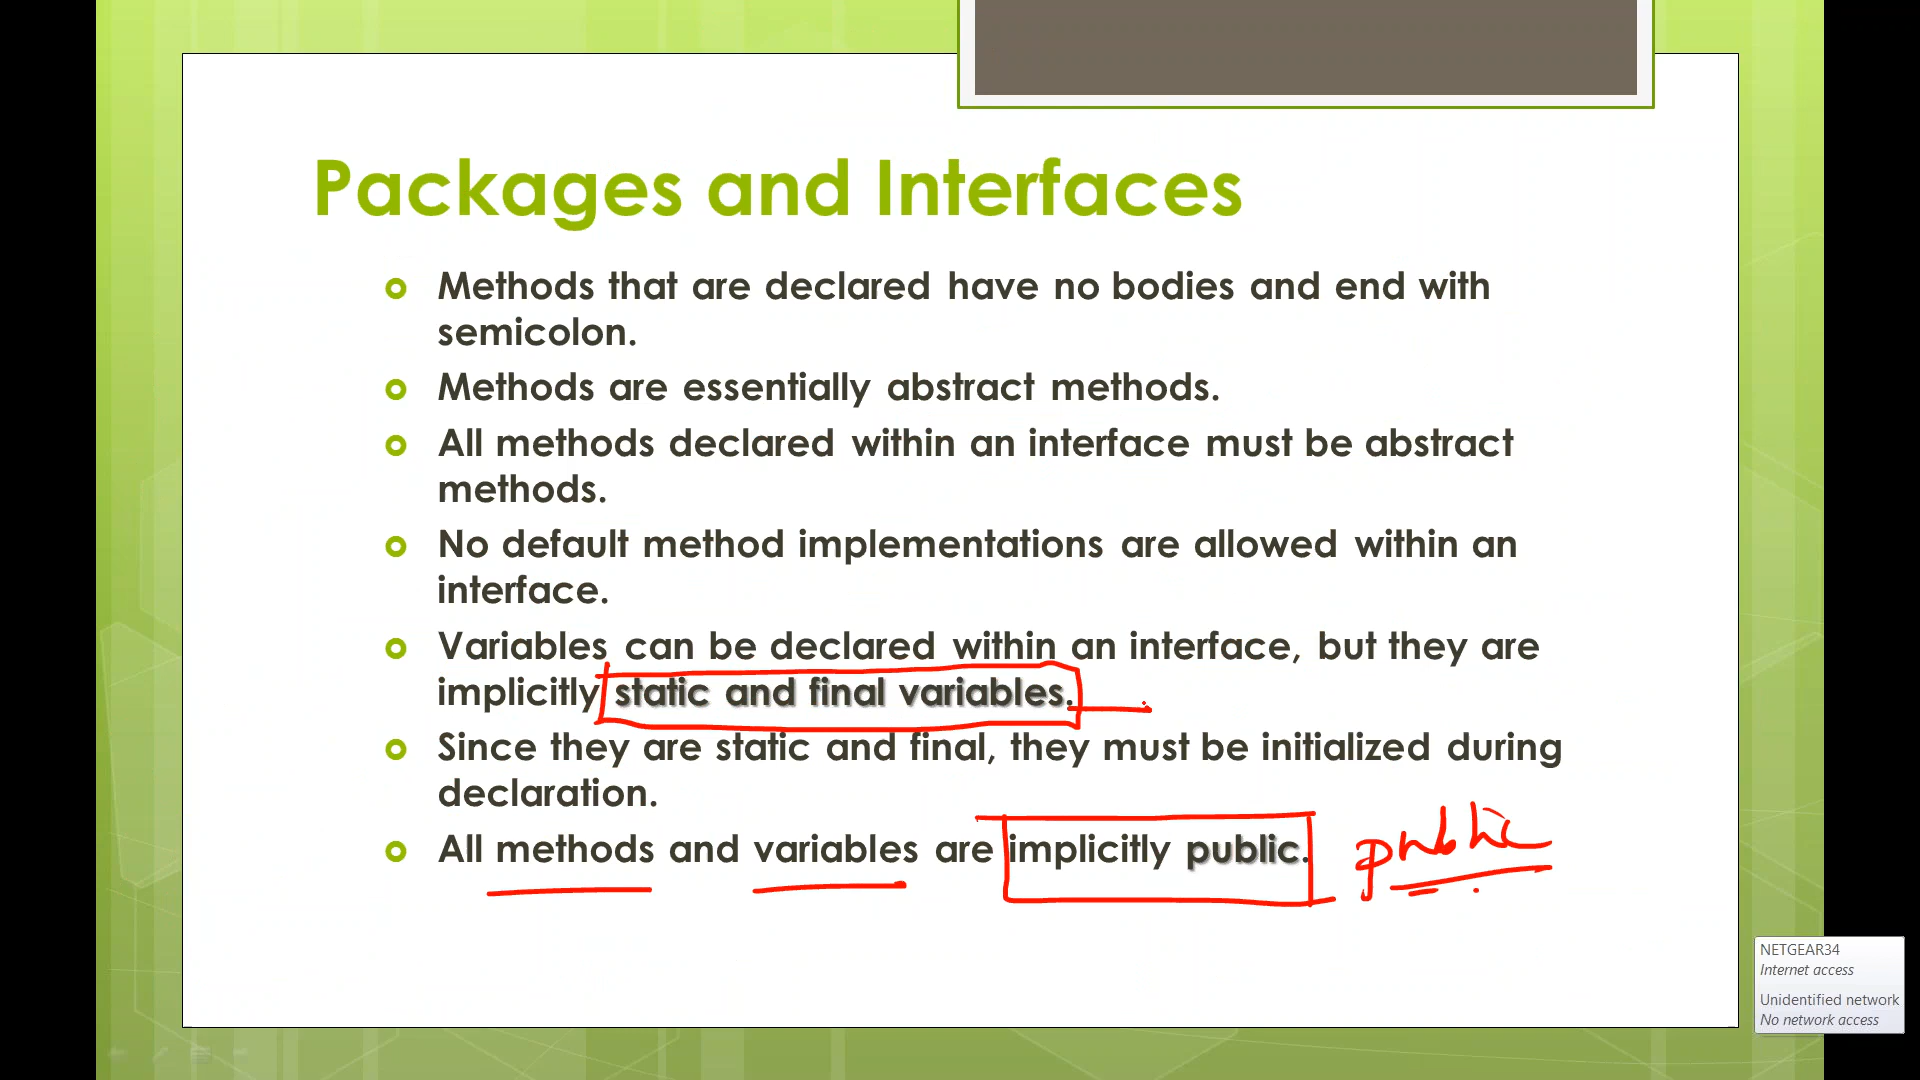 Packages and Interfaces
Methods that are declared have no bodies and end with
semicolon.
Methods are essentially abstract methods.
All methods declared within an interface must be abstract
methods.
No default method implementations are allowed within an
interface.
Variables can be declared within an interface, but they are
implicitly static and final variables.
Since they are static and final, they must be initialized during
declaration.
All methods and variables are implicitly public. public
NETGEAR34
Internet access
Unidentified network
No network access